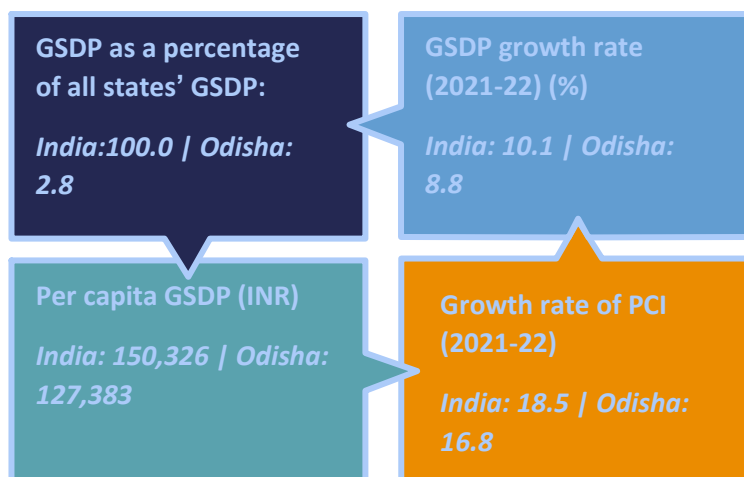 GSDP as a percentage
of all states’ GSDP:
India:100.0 | Odisha:
2.8
GSDP growth rate
(2021-22) (%)
India: 10.1 | Odisha:
8.8
Per capita GSDP (INR)
India: 150,326 | Odisha:
127,383
Growth rate of PCI
(2021-22)
India: 18.5 | Odisha:
16.8